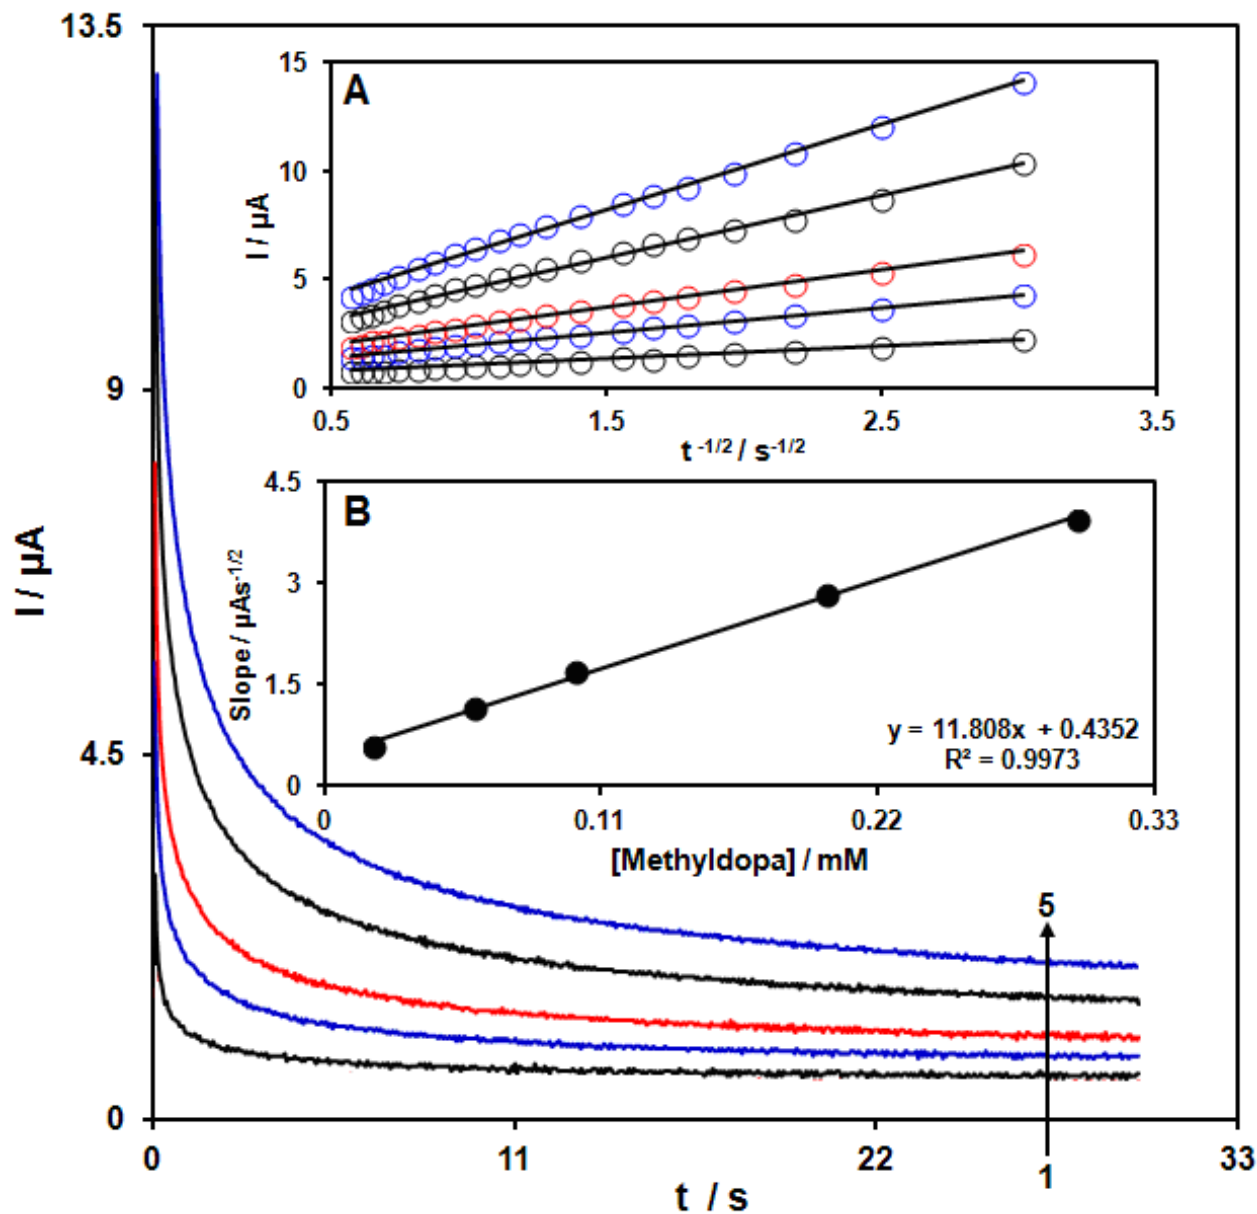 13.5
9
4.5
0
I / µA
0
11
22
33
t / s
A
15
10
5
0
I / µA
0.5
1.5
2.5
3.5
t -1/2 / s-1/2
B
4.5
3
1.5
0
Slope / µAs-1/2
y = 11.808x + 0.4352
R² = 0.9973
0
0.11
0.22
0.33
[Methyldopa] / mM
5
1